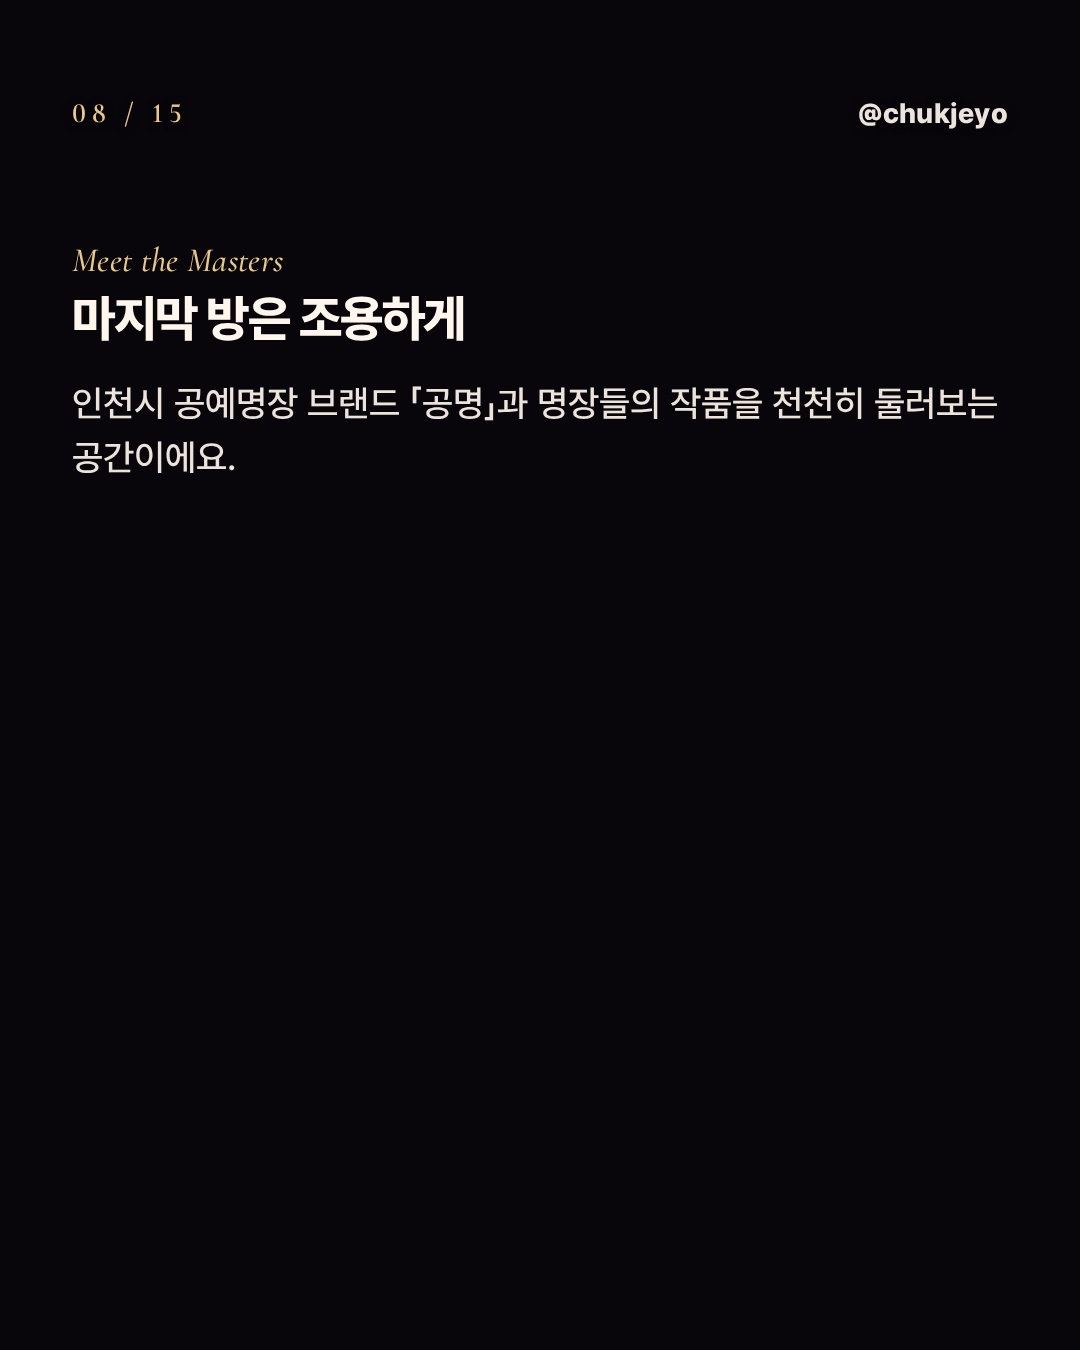 08 / 15
@chukjeyo
Meet the Masters
마지막 방은 조용하게
인천시 공예명장 브랜드 「공명」과 명장들의 작품을 천천히 둘러보는
공간이에요.